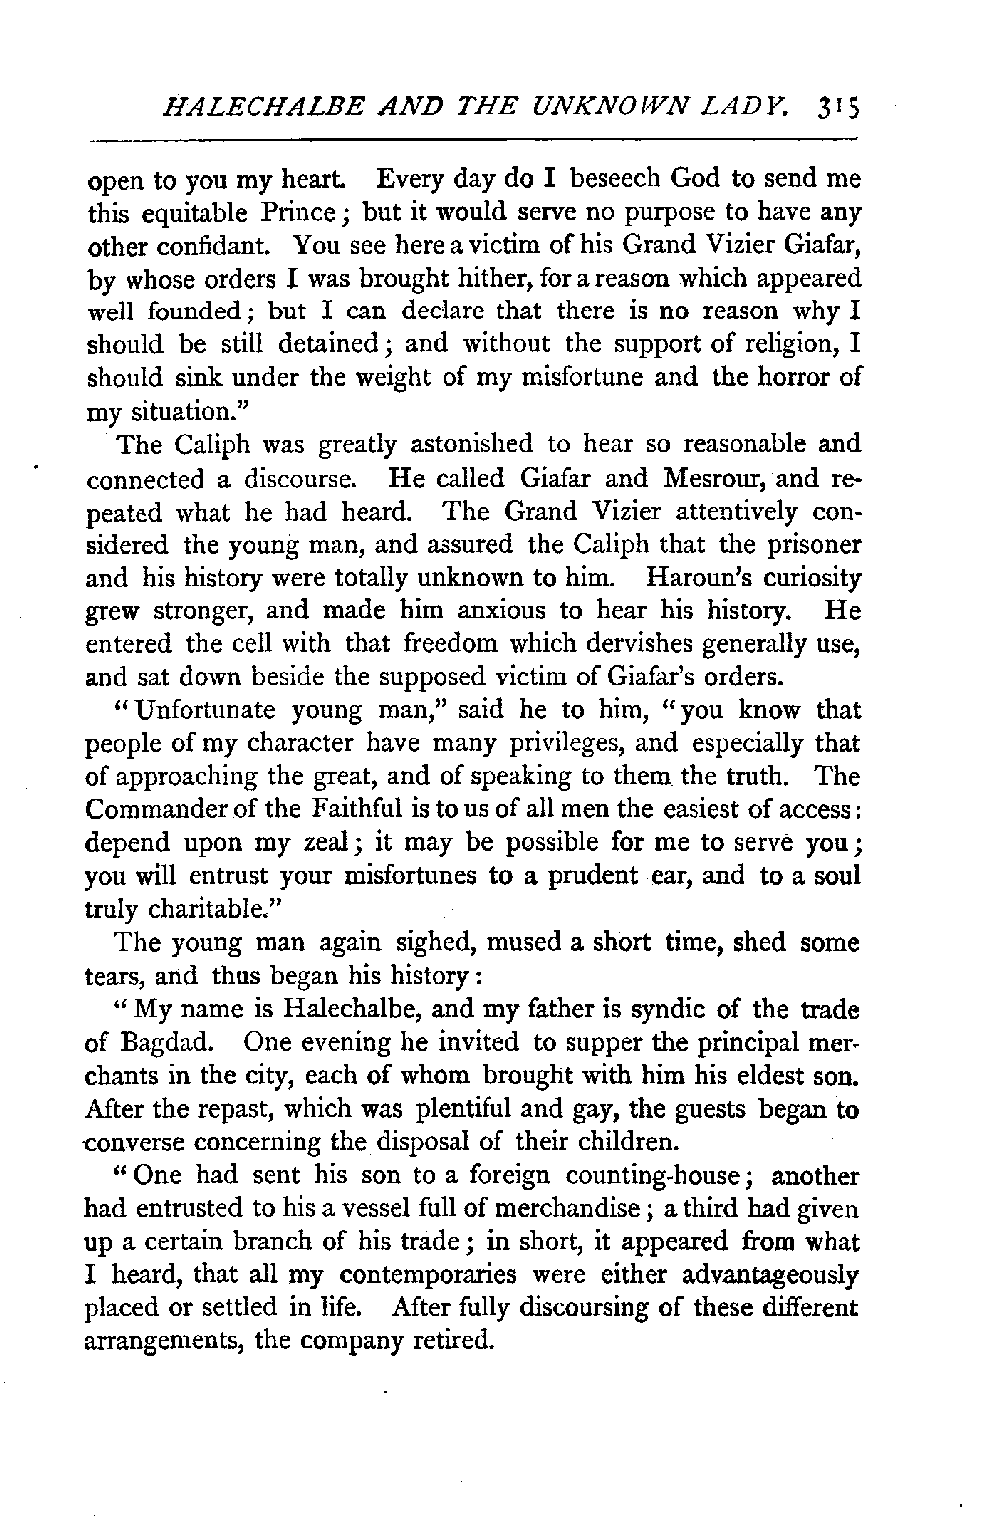 HALECHALBE AND THE UNKNOWN LADY. 315
open to you my heart. Every day do I beseech God to send me
this equitable Prince; but it would serve no purpose to have any
other confidant. You see here a victim of his Grand Vizier Giafar,
by whose orders I was brought hither, for a reason which appeared
well founded; but I can declare that there is no reason why I
should be still detained; and without the support of religion, I
should sink under the weight of my misfortune and the horror of
my situation."
The Caliph was greatly astonished to hear so reasonable and
connected a discourse. He called Giafar and Mesrour, and re-
peated what he had heard. The Grand Vizier attentively con-
sidered the young man, and assured the Caliph that the prisoner
and his history were totally unknown to him. Haroun's curiosity
grew stronger, and made him anxious to hear his history. He
entered the cell with that freedom which dervishes generally use,
and sat down beside the supposed victim of Giafar's orders.
"Unfortunate young man," said he to him, "you know that
people of my character have many privileges, and especially that
of approaching the great, and of speaking to them the truth. The
Commander of the Faithful is to us of all men the easiest of access:
depend upon my zeal; it may be possible for me to serve you;
you will entrust your misfortunes to a prudent ear, and to a soul
truly charitable."
The young man again sighed, mused a short time, shed some
tears, and thus began his history:
"My name is Halechalbe, and my father is syndic of the trade
of Bagdad. One evening he invited to supper the principal mer-
chants in the city, each of whom brought with him his eldest son.
After the repast, which was plentiful and gay, the guests began to
converse concerning the disposal of their children.
"One had sent his son to a foreign counting-house; another
had entrusted to his a vessel full of merchandise; a third had given
up a certain branch of his trade; in short, it appeared from what
I heard, that all my contemporaries were either advantageously
placed or settled in life. After fully discoursing of these different
arrangements, the company retired.